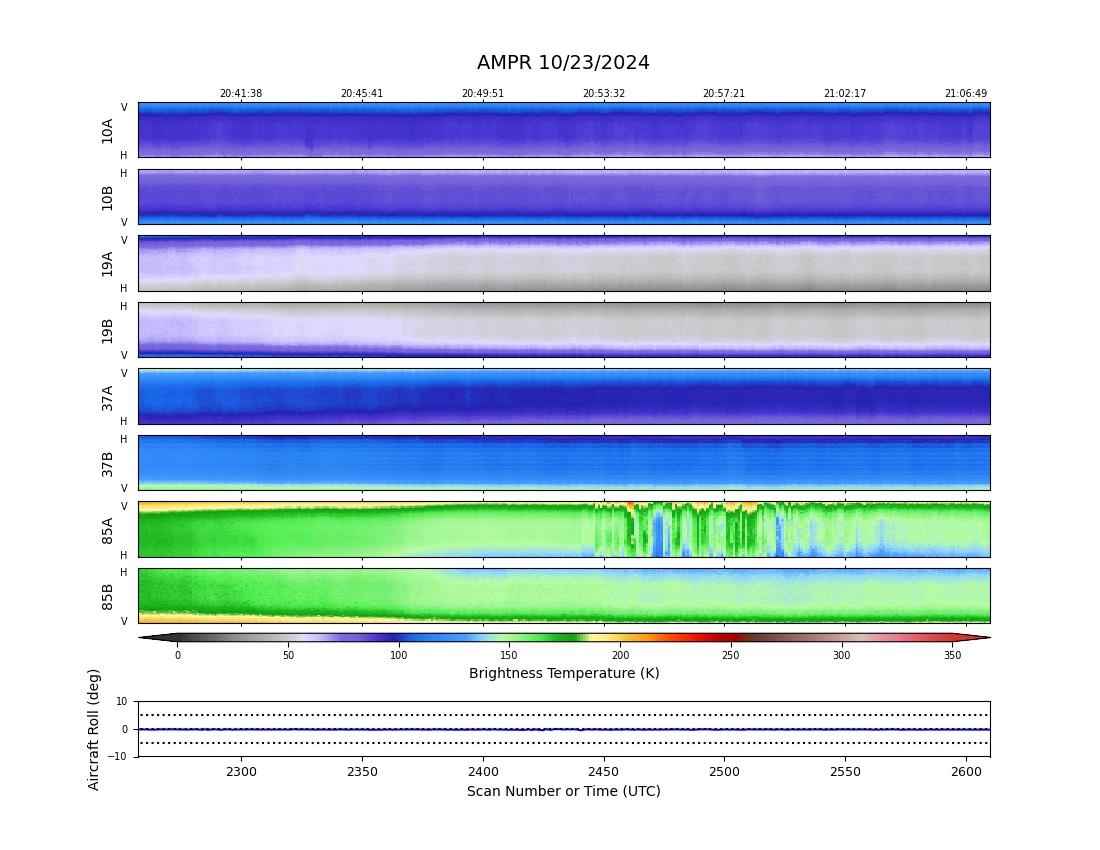 AMPR 10/23/2024
20:41:38 20:45:41 20:49:51 20:53:32 20:57:21 21:02:17 21:06:49
V
10A
H
H
10B
V
V
19A
H
H
19B
V
V
37A
H
H
37B
V
V
85A
H
H
85B
V
0 50 100 150 200 250 300 350
Brightness Temperature (K)
Aircraft Roll (deg)
10
0
−10
2300 2350 2400 2450 2500 2550 2600
Scan Number or Time (UTC)